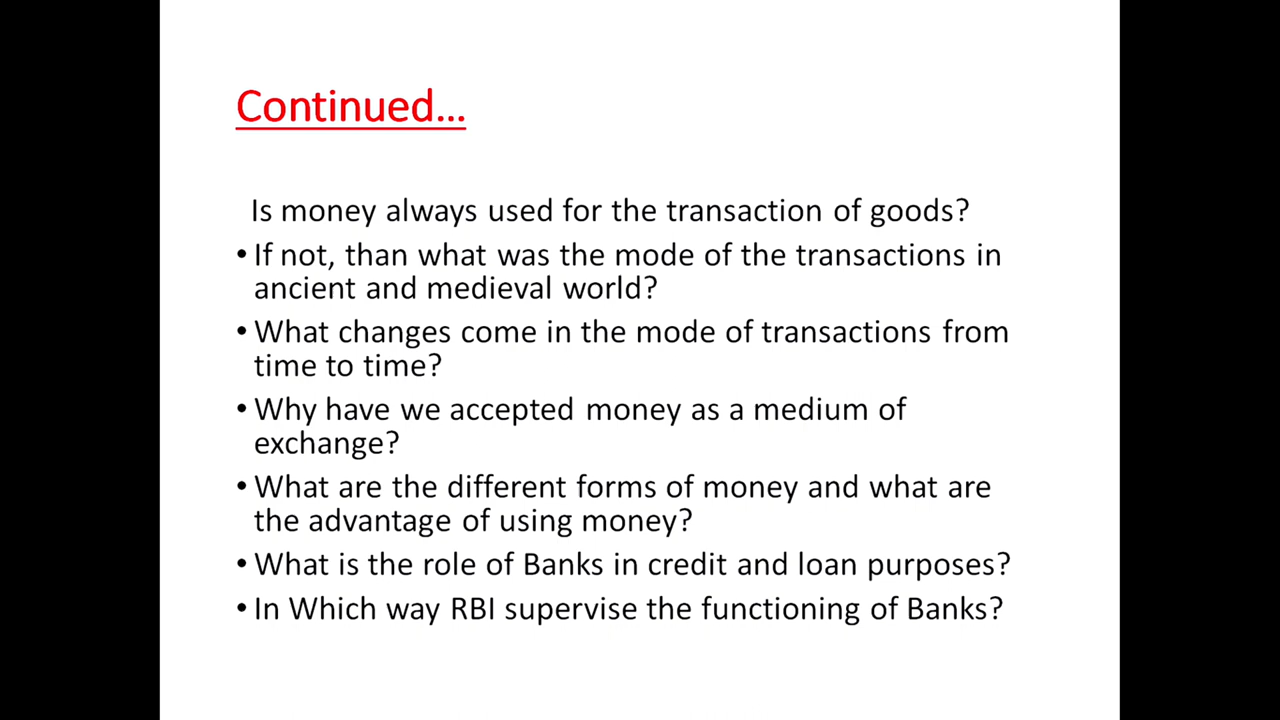 Continued...
Is money always used for the transaction of goods?
• If not, than what was the mode of the transactions in
ancient and medieval world?
• What changes come in the mode of transactions from
time to time?
• Why have we accepted money as a medium of
exchange?
• What are the different forms of money and what are
the advantage of using money?
• What is the role of Banks in credit and loan purposes?
• In Which way RBI supervise the functioning of Banks?